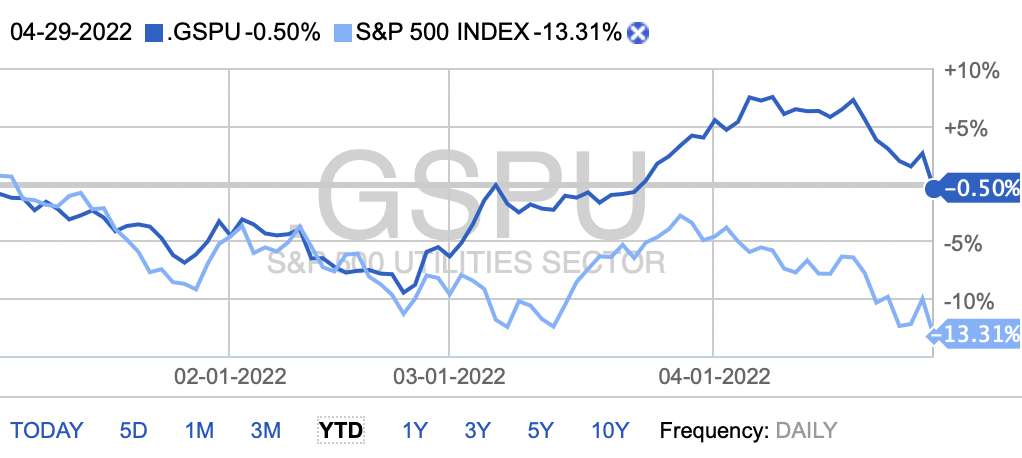 04-29-2022 .GSPU -0.50% S&P 500 INDEX -13.31%
+10%
+5%
GSPU
-0.50%
-5%
S&P 500 UTILITIES SECTOR
-10%
-13.31%
02-01-2022 03-01-2022 04-01-2022
TODAY 5D 1M 3M YTD 1Y 3Y 5Y 10Y Frequency: DAILY